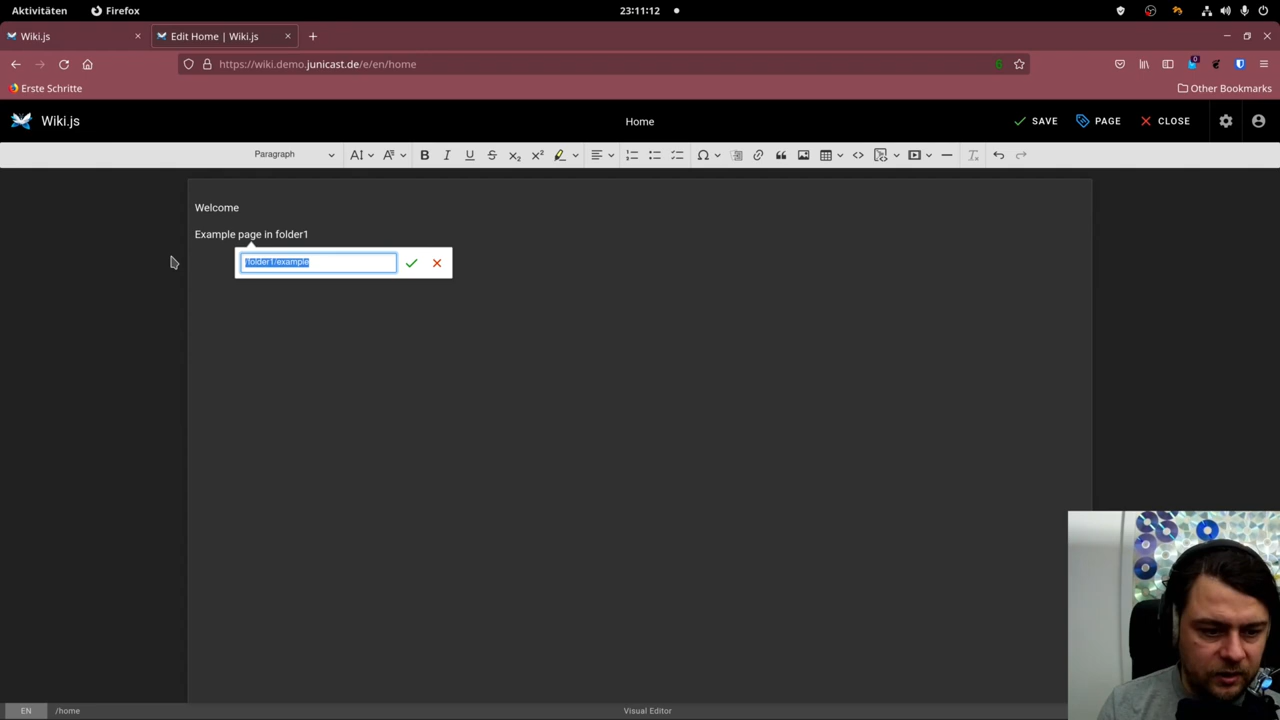 Aktivitäten
Firefox
23:11:12
Wiki.js
Edit Home | Wiki.js
https://wiki.demo.junicast.de/e/en/home
6
0
Erste Schritte
Other Bookmarks
Wiki.js
Home
SAVE
PAGE
CLOSE
Paragraph
Welcome
Example page in folder1
/folder1/example
EN
/home
Visual Editor